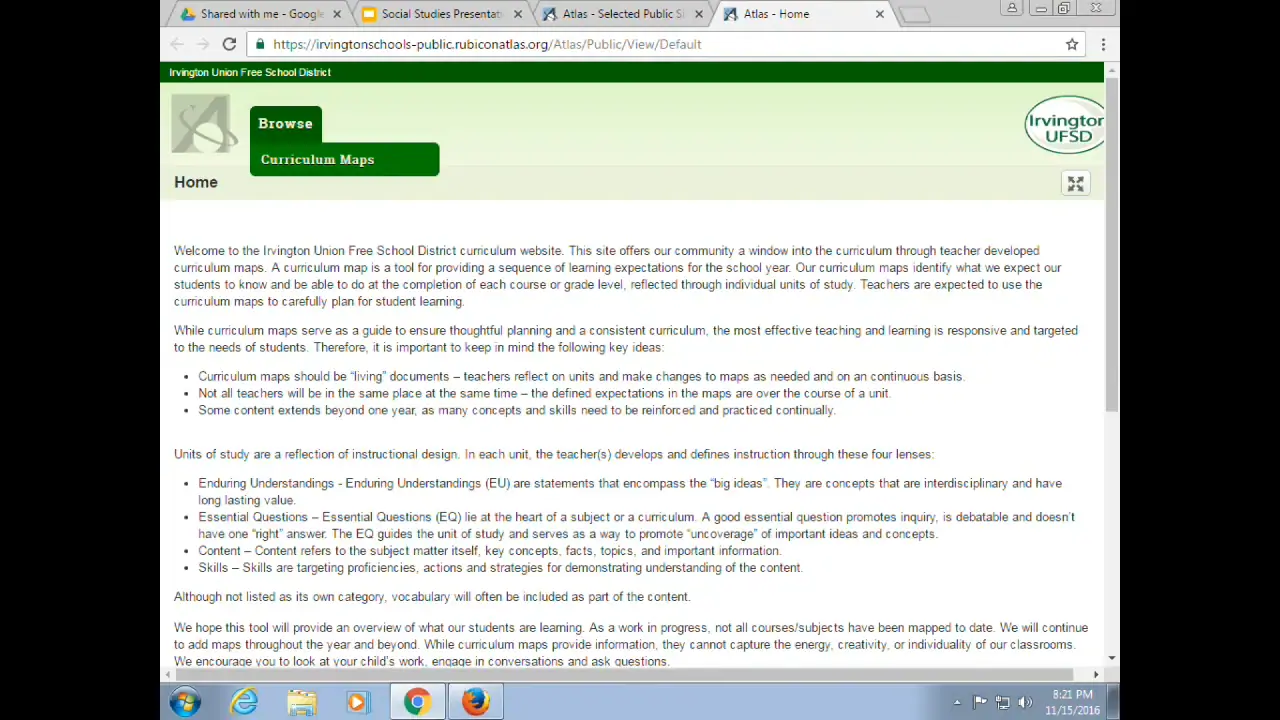 Shared with me - Google
Social Studies Presentat
Atlas - Selected Public S
Atlas - Home
https://irvingtonschools-public.rubiconatlas.org/Atlas/Public/View/Default
Irvington Union Free School District
Browse
Irvington
UFSD
Curriculum Maps
Home
Welcome to the Irvington Union Free School District curriculum website. This site offers our community a window into the curriculum through teacher developed
curriculum maps. A curriculum map is a tool for providing a sequence of learning expectations for the school year. Our curriculum maps identify what we expect our
students to know and be able to do at the completion of each course or grade level, reflected through individual units of study. Teachers are expected to use the
curriculum maps to carefully plan for student learning.
While curriculum maps serve as a guide to ensure thoughtful planning and a consistent curriculum, the most effective teaching and learning is responsive and targeted
to the needs of students. Therefore, it is important to keep in mind the following key ideas:
• Curriculum maps should be “living” documents – teachers reflect on units and make changes to maps as needed and on an continuous basis.
• Not all teachers will be in the same place at the same time – the defined expectations in the maps are over the course of a unit.
• Some content extends beyond one year, as many concepts and skills need to be reinforced and practiced continually.
Units of study are a reflection of instructional design. In each unit, the teacher(s) develops and defines instruction through these four lenses:
• Enduring Understandings - Enduring Understandings (EU) are statements that encompass the “big ideas”. They are concepts that are interdisciplinary and have
long lasting value.
• Essential Questions – Essential Questions (EQ) lie at the heart of a subject or a curriculum. A good essential question promotes inquiry, is debatable and doesn’t
have one “right” answer. The EQ guides the unit of study and serves as a way to promote “uncoverage” of important ideas and concepts.
• Content – Content refers to the subject matter itself, key concepts, facts, topics, and important information.
• Skills – Skills are targeting proficiencies, actions and strategies for demonstrating understanding of the content.
Although not listed as its own category, vocabulary will often be included as part of the content.
We hope this tool will provide an overview of what our students are learning. As a work in progress, not all courses/subjects have been mapped to date. We will continue
to add maps throughout the year and beyond. While curriculum maps provide information, they cannot capture the energy, creativity, or individuality of our classrooms.
We encourage you to look at your child’s work, engage in conversations and ask questions.
8:21 PM
11/15/2016